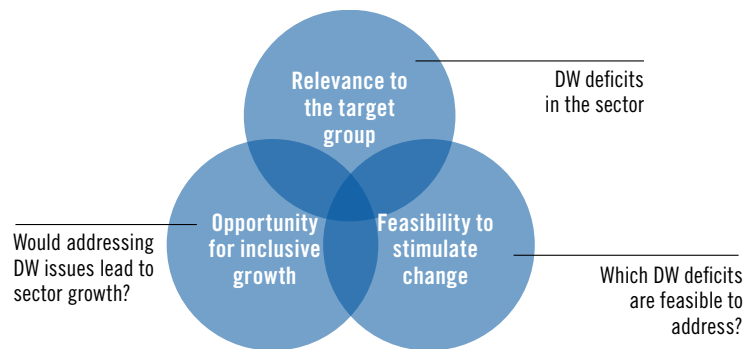 Relevance to
the target
group
DW deficits
in the sector
Opportunity
for inclusive
growth
Feasibility to
stimulate
change
Would addressing
DW issues lead to
sector growth?
Which DW deficits
are feasible to
address?